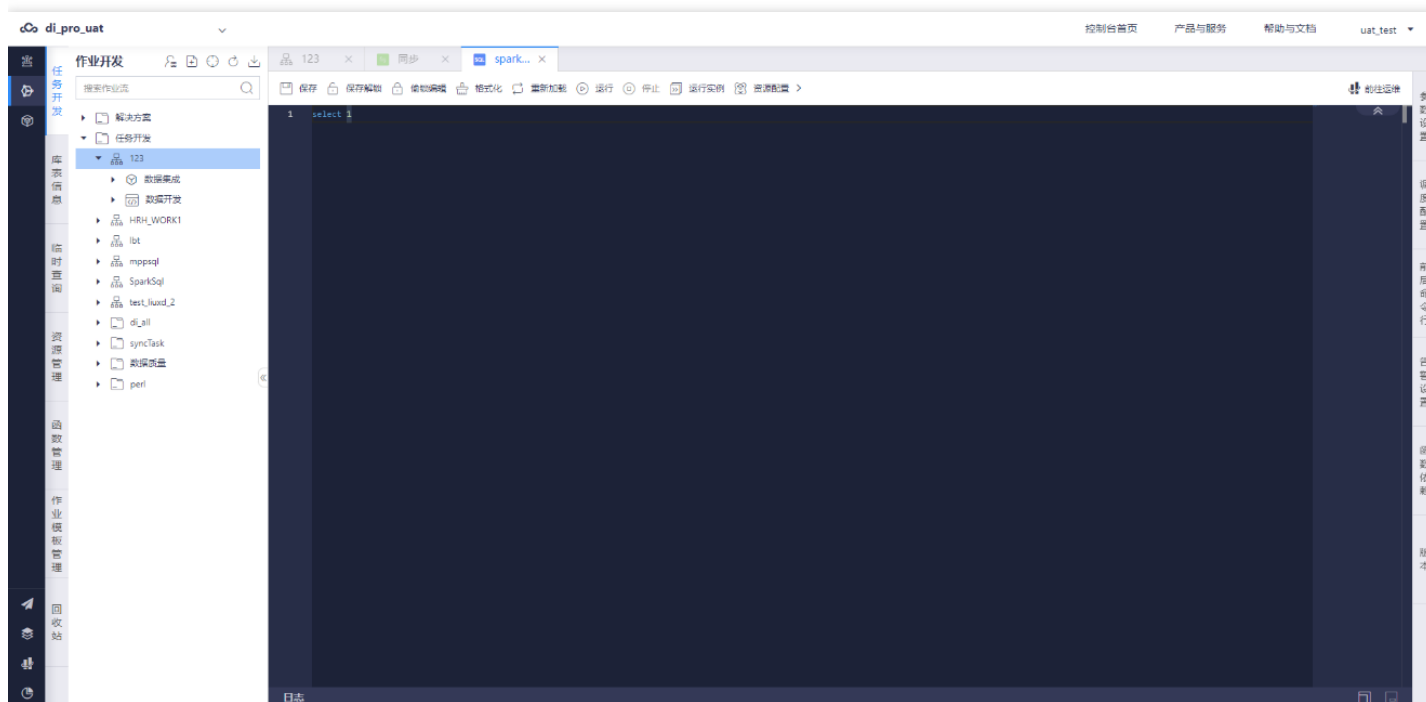 di_pro_uat
控制台首页 产品与服务 帮助与文档 uat_test
作业开发
搜索作业流
任务开发
库表信息
临时查询
资源管理
函数管理
作业模板管理
回收站
解决方案
任务开发
123
数据集成
数据开发
HRH_WORK1
lbt
mppsql
SparkSql
test_liuxd_2
di_all
syncTask
数据质量
perl
123 同步 spark...
保存 保存解锁 偷锁编辑 格式化 重新加载 运行 停止 运行实例 资源配置 前往运维
1 select 1
日志